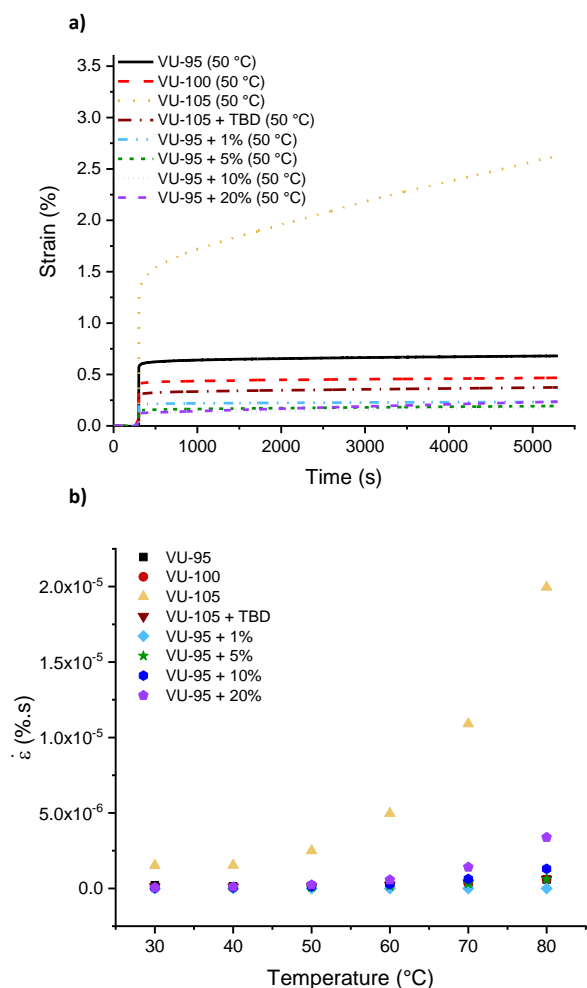 a)
VU-95 (50 °C)
VU-100 (50 °C)
VU-105 (50 °C)
VU-105 + TBD (50 °C)
VU-95 + 1% (50 °C)
VU-95 + 5% (50 °C)
VU-95 + 10% (50 °C)
VU-95 + 20% (50 °C)
3.5
3.0
2.5
2.0
1.5
1.0
0.5
0.0
Strain (%)
0 1000 2000 3000 4000 5000
Time (s)
b)
VU-95
VU-100
VU-105
VU-105 + TBD
VU-95 + 1%
VU-95 + 5%
VU-95 + 10%
VU-95 + 20%
2.0x10⁻⁵
1.5x10⁻⁵
1.0x10⁻⁵
5.0x10⁻⁶
0.0
ε̇ (%.s)
30 40 50 60 70 80
Temperature (°C)